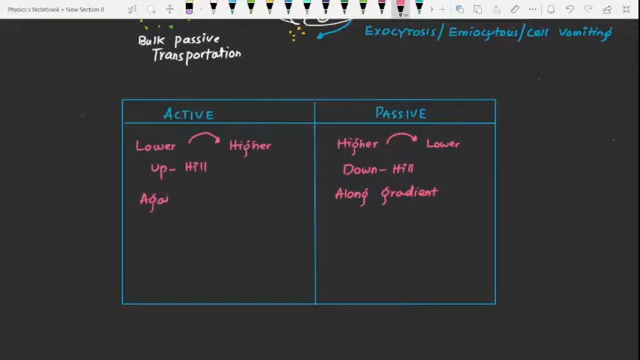 Physics's Notebook • New Section 8
EXOCYTOSIS / Emiocytosis / Cell Vomiting
Bulk Passive
Transportation
ACTIVE
PASSIVE
Lower Higher
Higher Lower
Up - Hill
Down - Hill
Along gradient
Agai